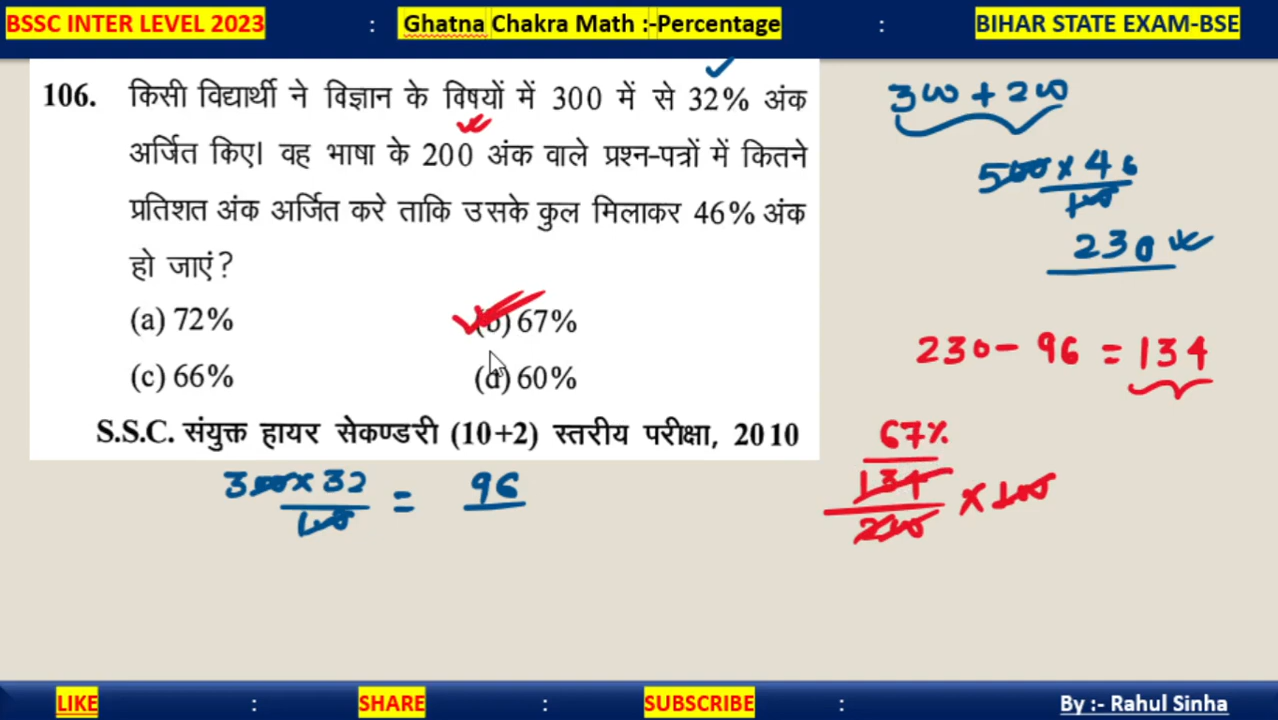 BSSC INTER LEVEL 2023 : Ghatna Chakra Math :-Percentage : BIHAR STATE EXAM-BSE
106. किसी विद्यार्थी ने विज्ञान के विषयों में 300 में से 32% अंक
अर्जित किए। वह भाषा के 200 अंक वाले प्रश्न-पत्रों में कितने
प्रतिशत अंक अर्जित करे ताकि उसके कुल मिलाकर 46% अंक
हो जाएं?
(a) 72% (b) 67%
(c) 66% (d) 60%
S.S.C. संयुक्त हायर सेकण्डरी (10+2) स्तरीय परीक्षा, 2010
300 × 32
100
= 96
300 + 200
500 × 46
100
230
230 - 96 = 134
67%
134
200
× 100
LIKE : SHARE : SUBSCRIBE : By :- Rahul Sinha